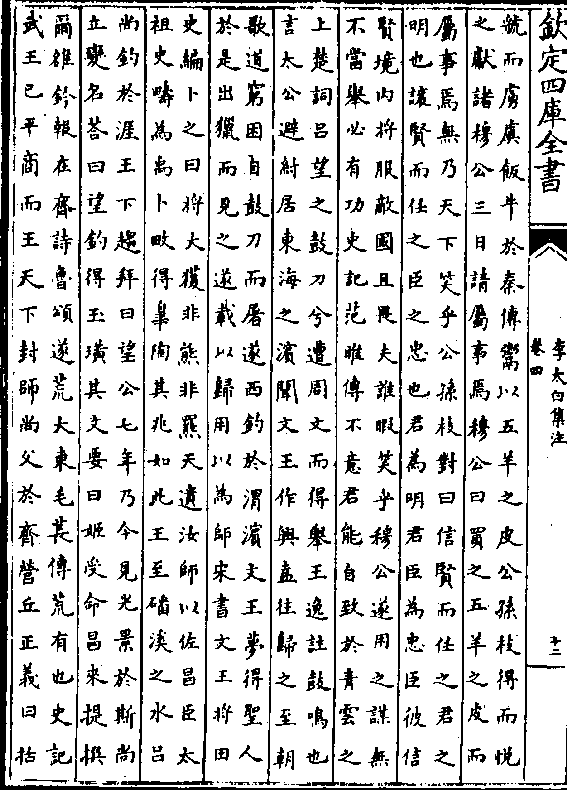 欽定四庫全書
李太白集注
卷四
十二
虢而虜虞飯牛於秦傳鬻以五羊之皮公孫枝得而悅
之獻諸穆公三日請屬事焉穆公曰買之五羊之皮而
屬事焉無乃天下笑乎公孫枝對曰信賢而任之君之
明也讓賢而任之臣之忠也君為明君臣為忠臣彼信
賢境內將服敵國且畏夫誰暇笑乎穆公遂用之謀無
不當舉必有功史記范睢傳不意君能自致於青雲之
上楚詞吕望之鼓刀兮遭周文而得舉王逸註鼓鳴也
言太公避紂居東海之濱聞文王作興盍往歸之至朝
歌道窮困自鼓刀而屠遂西釣於渭濱文王夢得聖人
於是出獵而見之遂載以歸用以為師宋書文王將田
史編卜之曰將大獲非熊非羆天遺汝師以佐昌臣太
祖史疇為禹卜畋得臯陶其兆如此王至磻溪之水吕
尚釣於涯王下趨拜曰望公七年乃今見光景於斯尚
立變名荅曰望釣得玉璜其文要曰姬受命昌來提撰
爾雒鈐報在齊詩魯頌遂荒大東毛萇傳荒有也史記
武王已平商而王天下封師尚父於齊營丘正義曰括